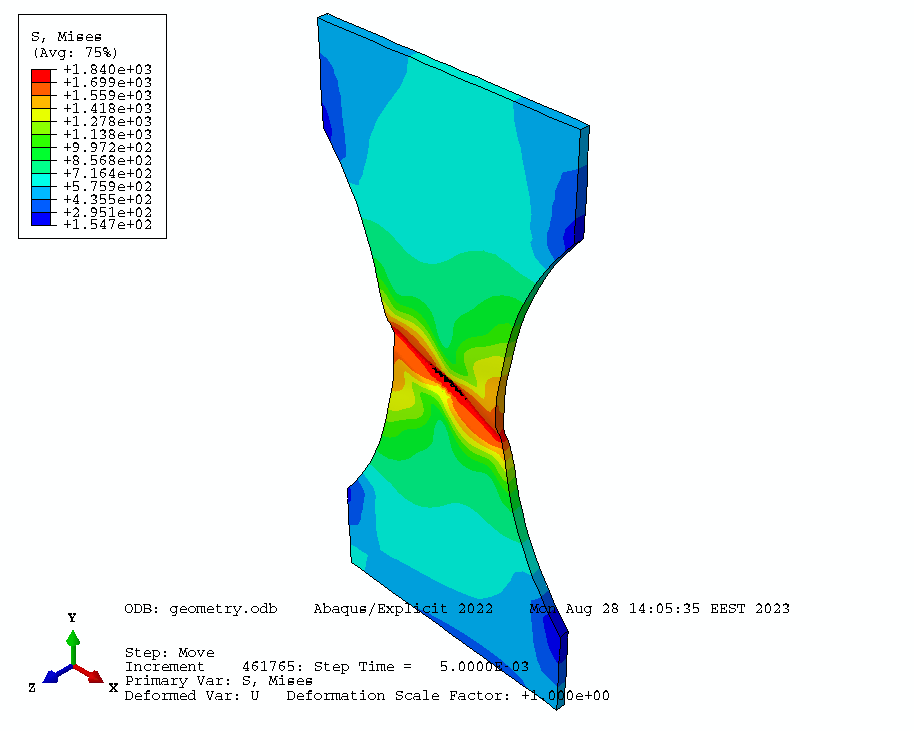 S, Mises
(Avg: 75%)
+1.840e+03
+1.699e+03
+1.559e+03
+1.418e+03
+1.278e+03
+1.138e+03
+9.972e+02
+8.568e+02
+7.164e+02
+5.759e+02
+4.355e+02
+2.951e+02
+1.547e+02
ODB: geometry.odb Abaqus/Explicit 2022 Mon Aug 28 14:05:35 EEST 2023
Y
Z
X
Step: Move
Increment 461765: Step Time = 5.0000E-03
Primary Var: S, Mises
Deformed Var: U Deformation Scale Factor: +1.000e+00